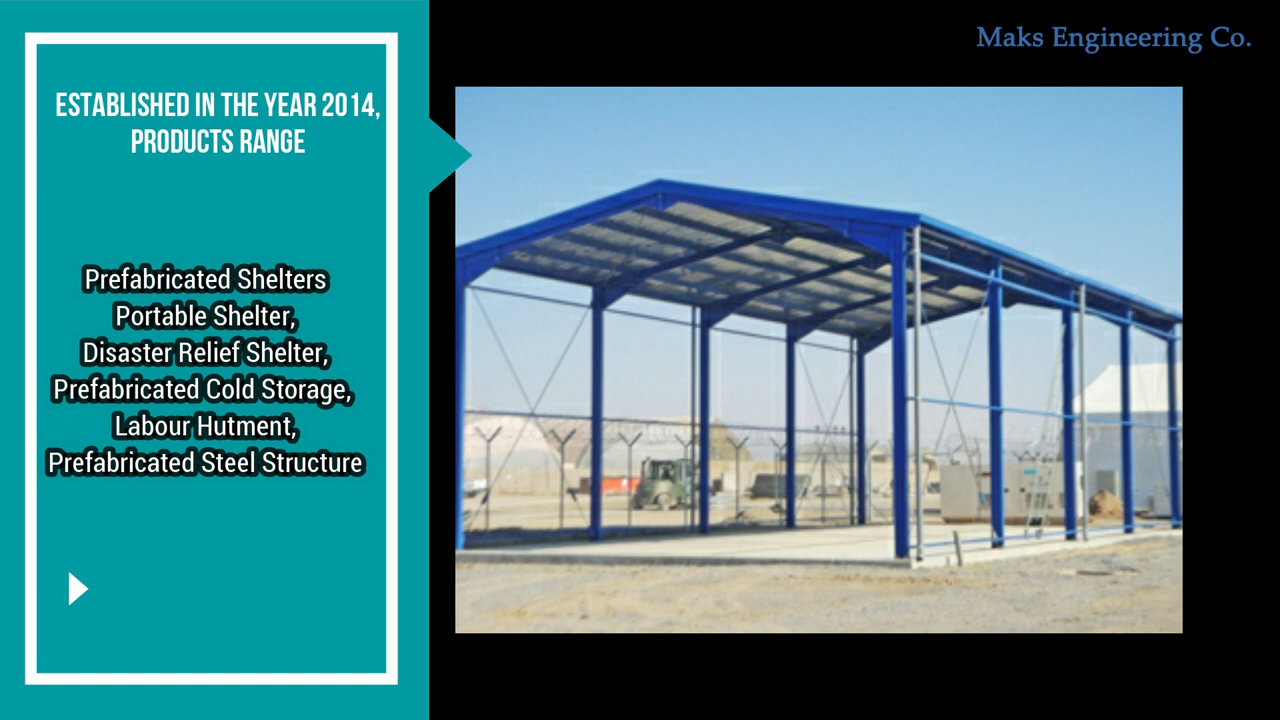 Maks Engineering Co.
ESTABLISHED IN THE YEAR 2014,
PRODUCTS RANGE
Prefabricated Shelters
Portable Shelter,
Disaster Relief Shelter,
Prefabricated Cold Storage,
Labour Hutment,
Prefabricated Steel Structure